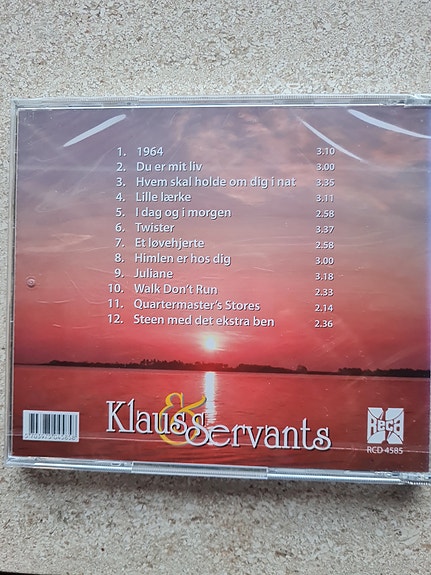 1. 1964 3.10
2. Du er mit liv 3.00
3. Hvem skal holde om dig i nat 3.35
4. Lille lærke 3.11
5. I dag og i morgen 2.58
6. Twister 3.37
7. Et løvehjerte 2.58
8. Himlen er hos dig 3.00
9. Juliane 3.18
10. Walk Don't Run 2.33
11. Quartermaster's Stores 2.14
12. Steen med det ekstra ben 2.36
Klaus & Servants
Reca
RCD 4585